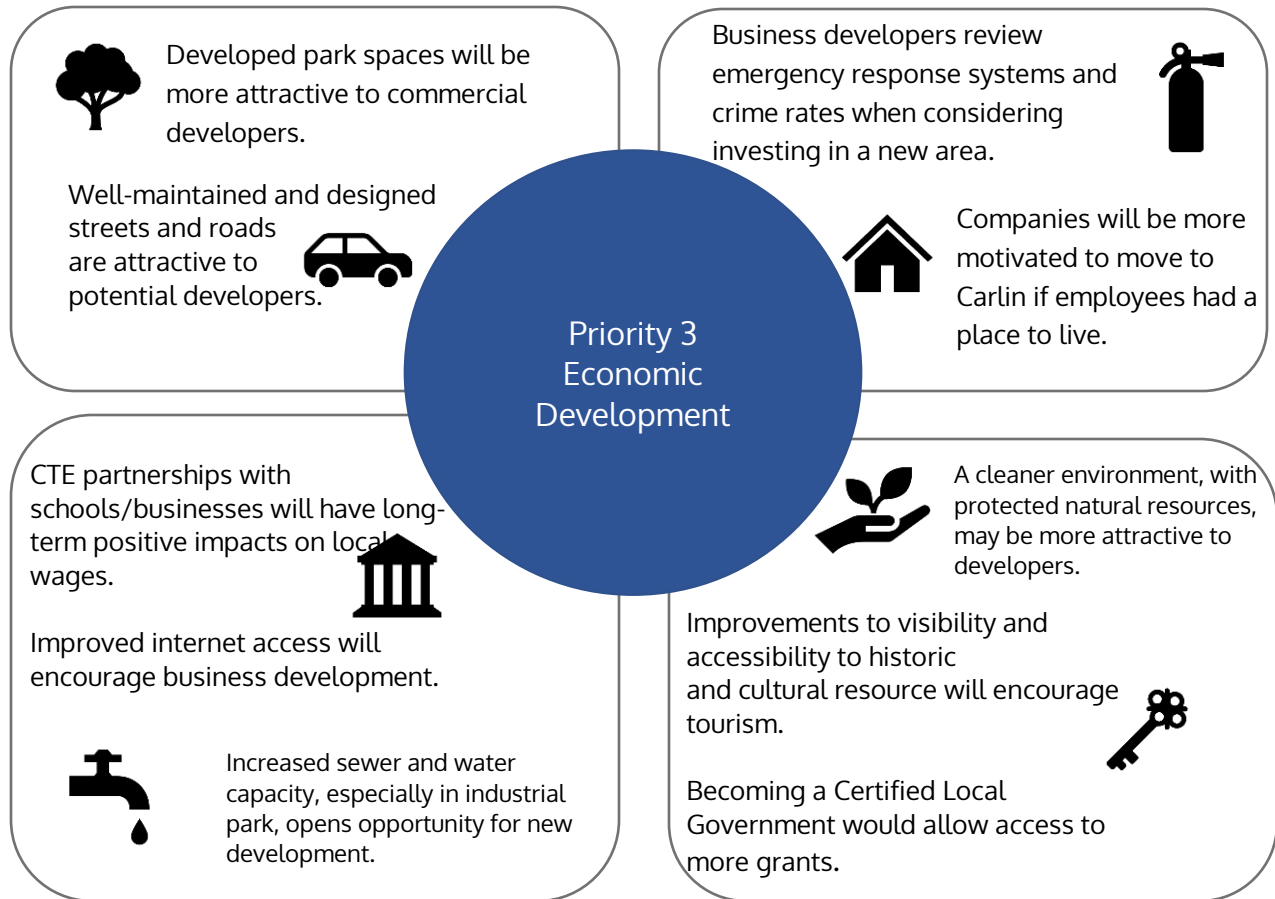 Developed park spaces will be
more attractive to commercial
developers.
Well-maintained and designed
streets and roads
are attractive to
potential developers.
Business developers review
emergency response systems and
crime rates when considering
investing in a new area.
Companies will be more
motivated to move to
Carlin if employees had a
place to live.
Priority 3
Economic
Development
CTE partnerships with
schools/businesses will have long-
term positive impacts on local
wages.
Improved internet access will
encourage business development.
Increased sewer and water
capacity, especially in industrial
park, opens opportunity for new
development.
A cleaner environment, with
protected natural resources,
may be more attractive to
developers.
Improvements to visibility and
accessibility to historic
and cultural resource will encourage
tourism.
Becoming a Certified Local
Government would allow access to
more grants.